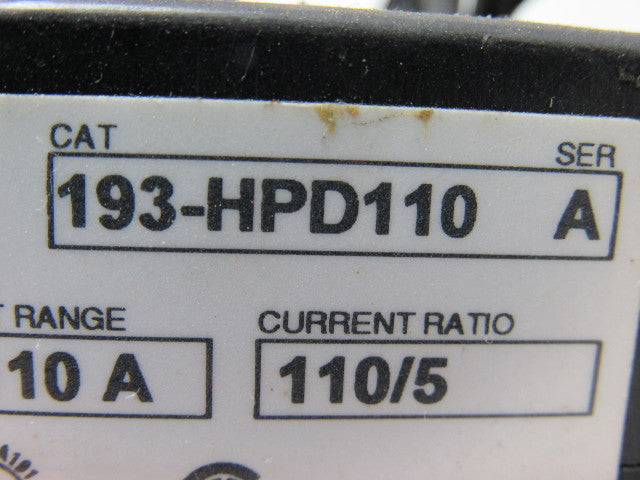 CAT SER
193-HPD110 A
RANGE CURRENT RATIO
10 A 110/5